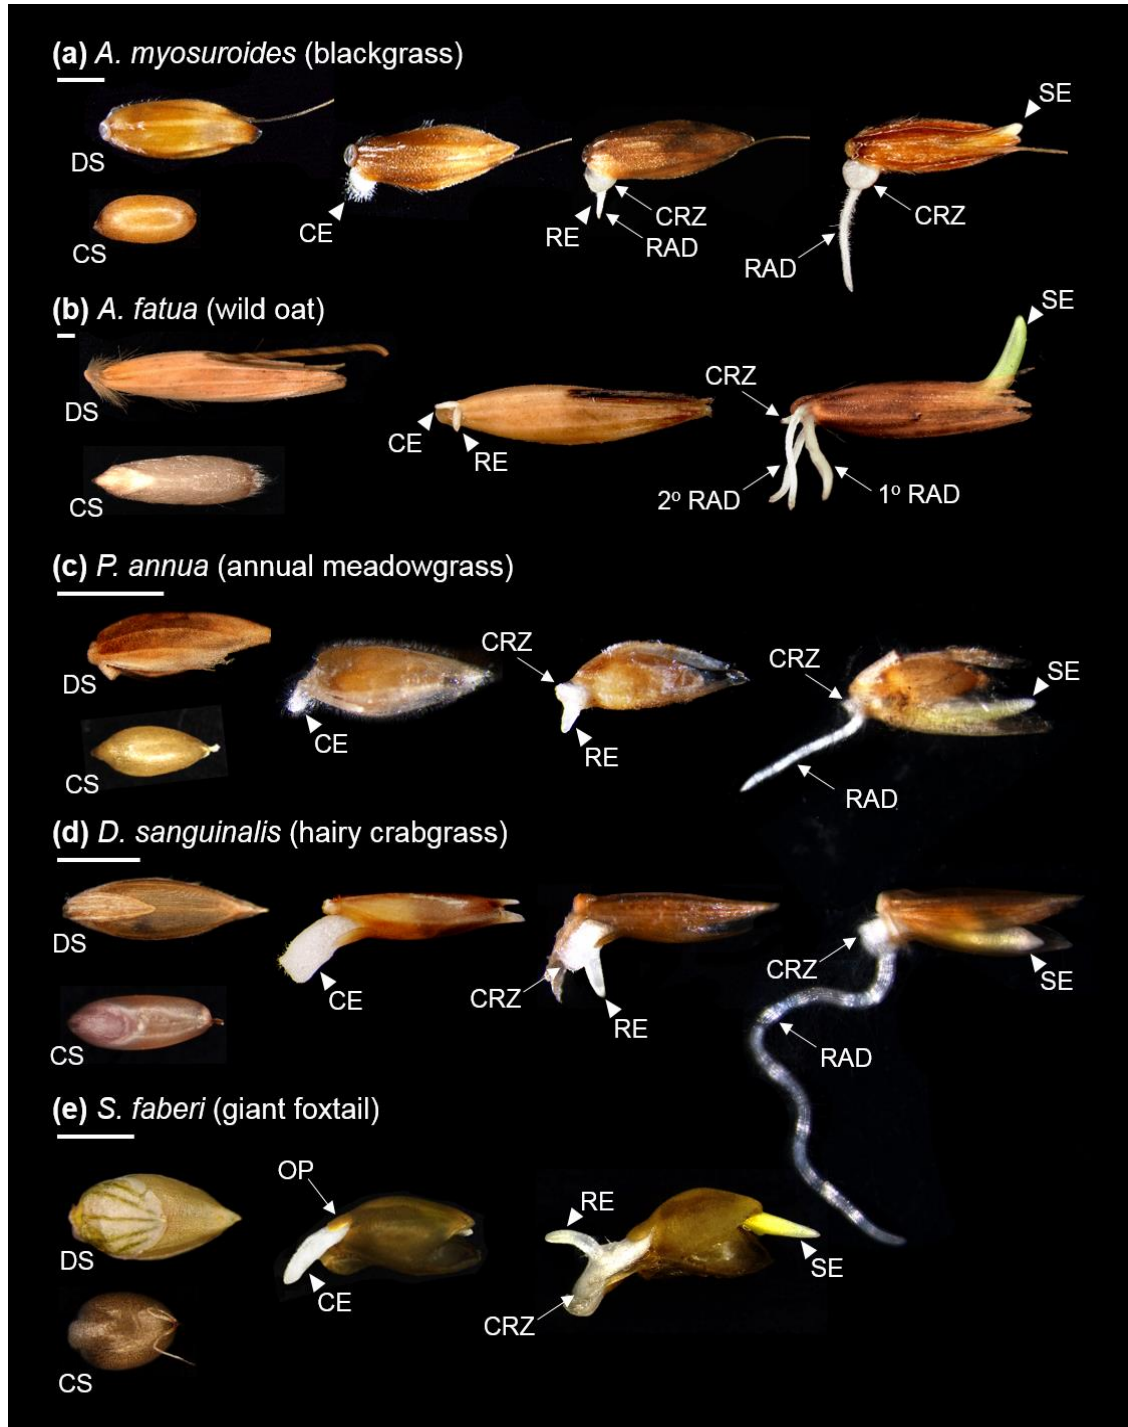 (a) A. myosuroides (blackgrass)
SE
DS
CE
CRZ
CRZ
RE
RAD
CS
RAD
(b) A. fatua (wild oat)
SE
CRZ
DS
CE
RE
2º RAD
1º RAD
CS
(c) P. annua (annual meadowgrass)
CRZ
CRZ
SE
DS
CE
RE
CS
RAD
(d) D. sanguinalis (hairy crabgrass)
DS
CRZ
SE
CE
CRZ
RE
CS
RAD
(e) S. faberi (giant foxtail)
OP
RE
DS
SE
CE
CRZ
CS